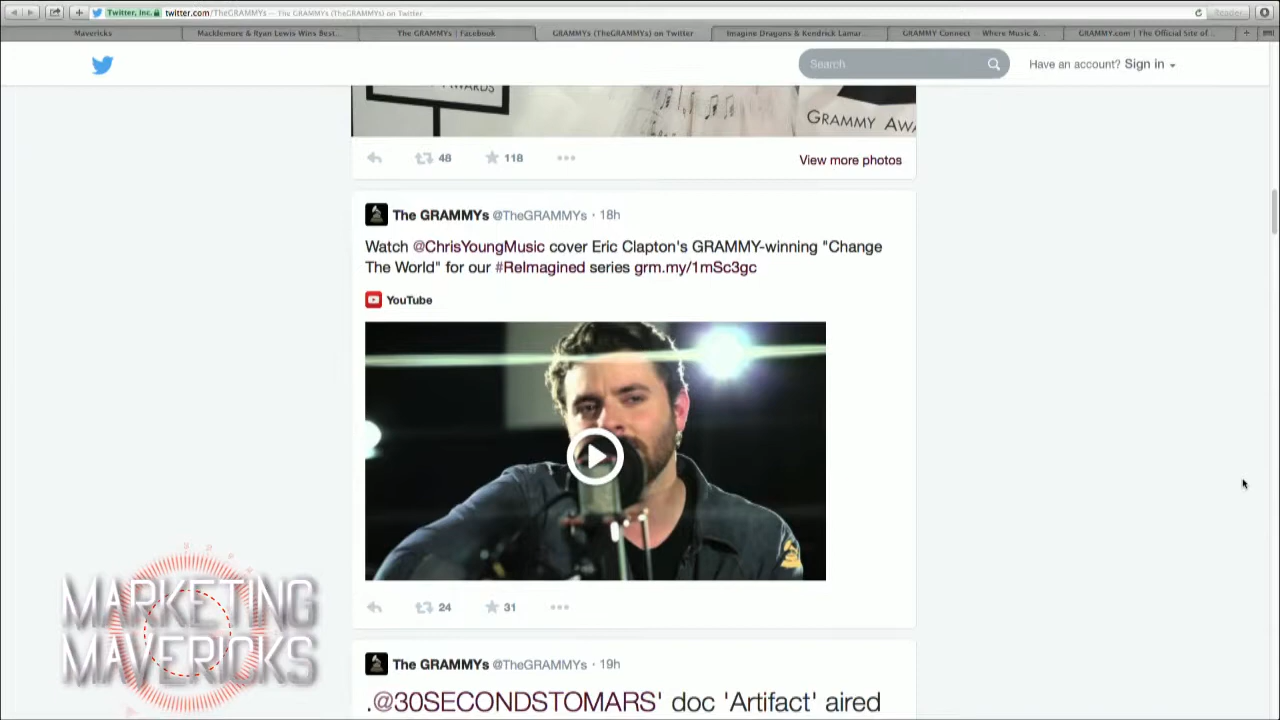 Twitter, Inc. twitter.com/TheGRAMMYs — The GRAMMYs (TheGRAMMYs) on Twitter
Reader
Mavericks
Macklemore & Ryan Lewis Wins Best...
The GRAMMYs | Facebook
GRAMMYs (TheGRAMMYs) on Twitter
Imagine Dragons & Kendrick Lamar...
GRAMMY Connect Where Music &...
GRAMMY.com | The Official Site of...
Search
Have an account? Sign in
AWARDS
GRAMMY AWA
48
118
View more photos
The GRAMMYs @TheGRAMMYs · 18h
Watch @ChrisYoungMusic cover Eric Clapton's GRAMMY-winning "Change
The World" for our #ReImagined series grm.my/1mSc3gc
YouTube
24
31
The GRAMMYs @TheGRAMMYs · 19h
.@30SECONDSTOMARS' doc 'Artifact' aired
MARKETING
MAVERICKS